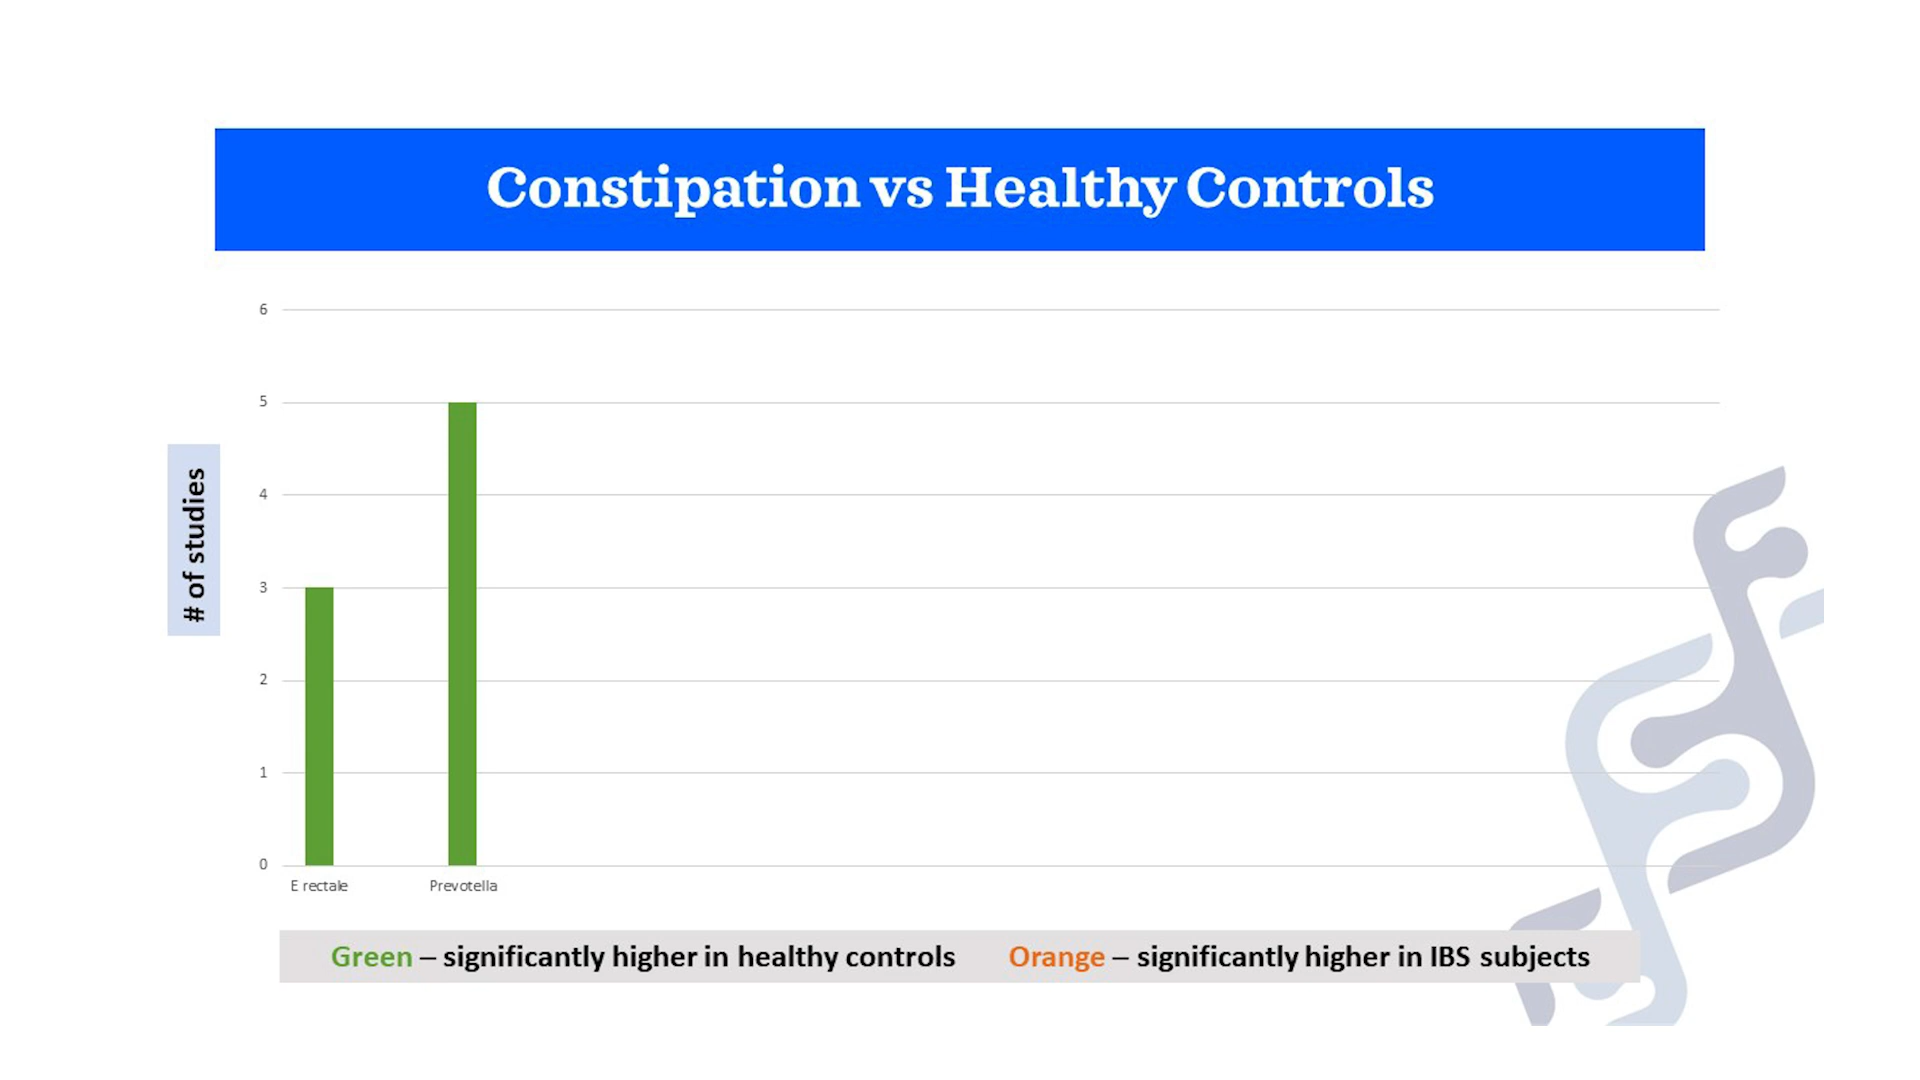 Constipation vs Healthy Controls
6
5
4
3
2
1
0
# of studies
E rectale
Prevotella
Green – significantly higher in healthy controls
Orange – significantly higher in IBS subjects